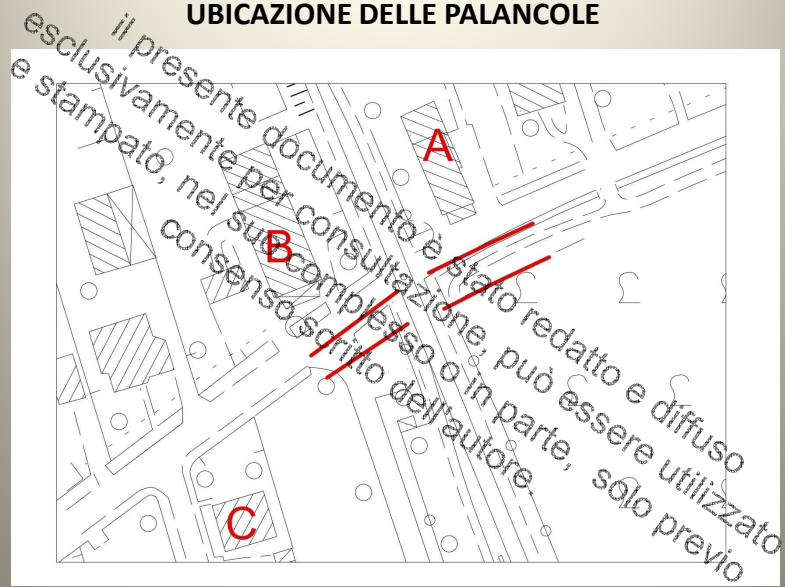 UBICAZIONE DELLE PALANCOLE
il presente documento è stato redatto e diffuso
esclusivamente per consultazione, può essere utilizzato
e stampato, nel suo complesso o in parte, solo previo
consenso scritto dell'autore.
A
B
C